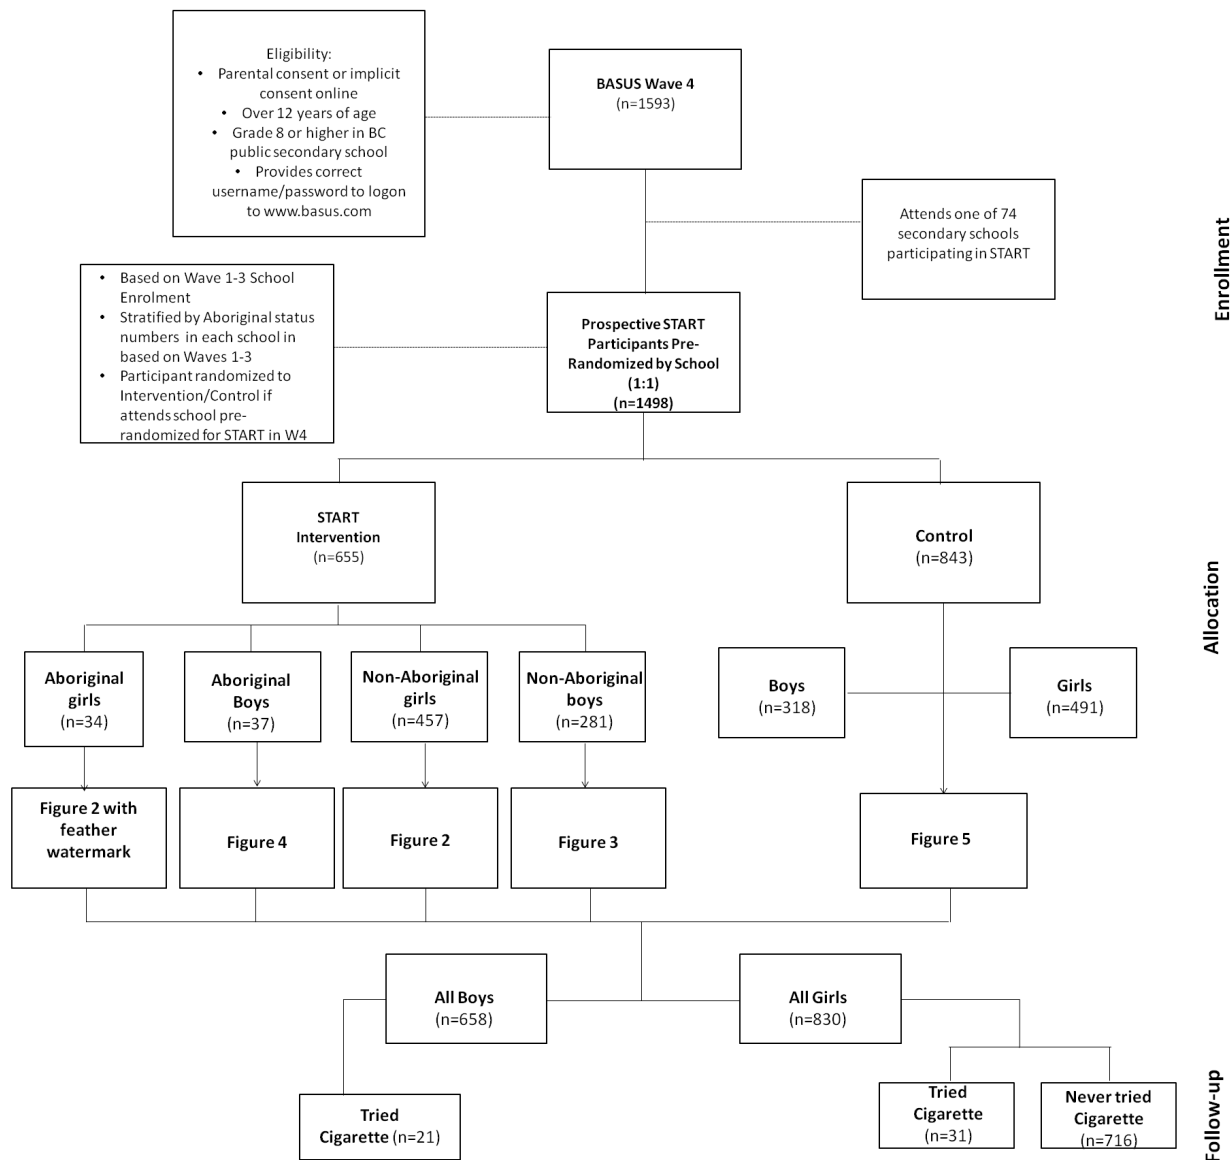 Eligibility:
• Parental consent or implicit
consent online
• Over 12 years of age
• Grade 8 or higher in BC
public secondary school
• Provides correct
username/password to logon
to www.basus.com
BASUS Wave 4
(n=1593)
Attends one of 74
secondary schools
participating in START
Enrollment
• Based on Wave 1-3 School
Enrolment
• Stratified by Aboriginal status
numbers in each school in
based on Waves 1-3
• Participant randomized to
Intervention/Control if
attends school pre-
randomized for START in W4
Prospective START
Participants Pre-
Randomized by School
(1:1)
(n=1498)
START
Intervention
(n=655)
Control
(n=843)
Allocation
Aboriginal
girls
(n=34)
Aboriginal
Boys
(n=37)
Non-Aboriginal
girls
(n=457)
Non-Aboriginal
boys
(n=281)
Boys
(n=318)
Girls
(n=491)
Figure 2 with
feather
watermark
Figure 4
Figure 2
Figure 3
Figure 5
All Boys
(n=658)
All Girls
(n=830)
Tried
Cigarette (n=21)
Tried
Cigarette
(n=31)
Never tried
Cigarette
(n=716)
Follow-up